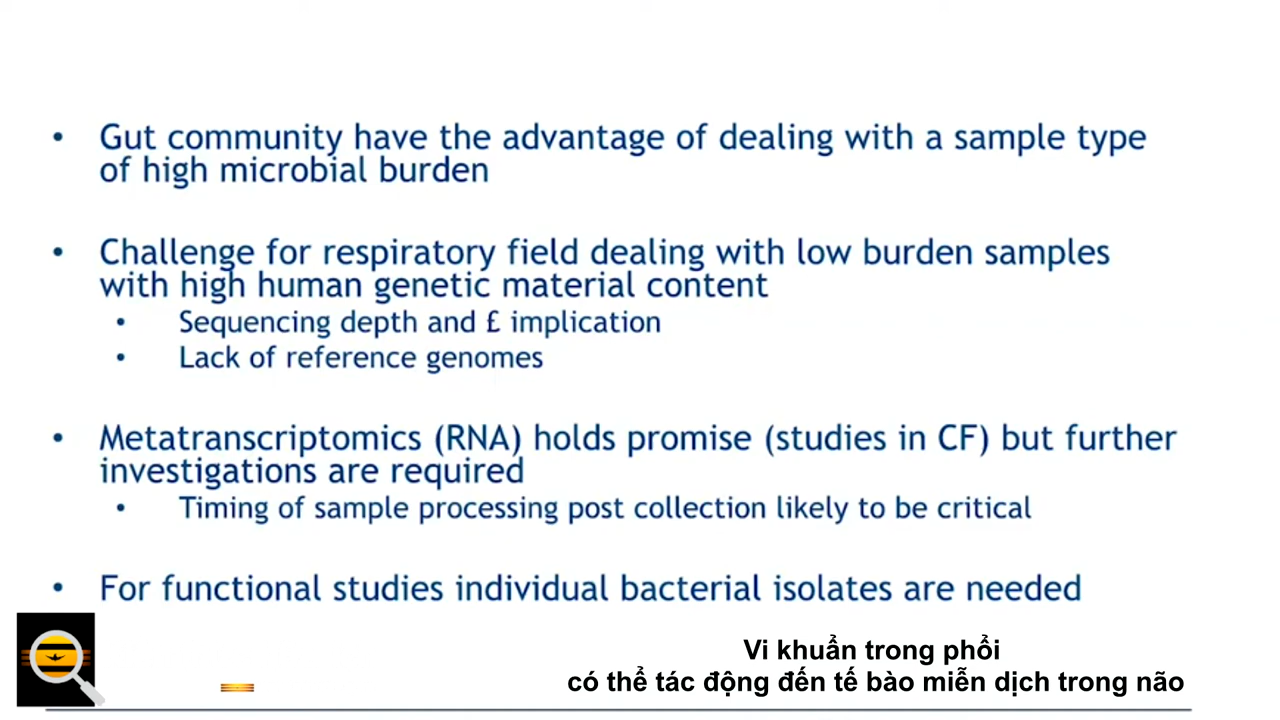 • Gut community have the advantage of dealing with a sample type
of high microbial burden
• Challenge for respiratory field dealing with low burden samples
with high human genetic material content
• Sequencing depth and £ implication
• Lack of reference genomes
• Metatranscriptomics (RNA) holds promise (studies in CF) but further
investigations are required
• Timing of sample processing post collection likely to be critical
• For functional studies individual bacterial isolates are needed
Vi khuẩn trong phổi
có thể tác động đến tế bào miễn dịch trong não